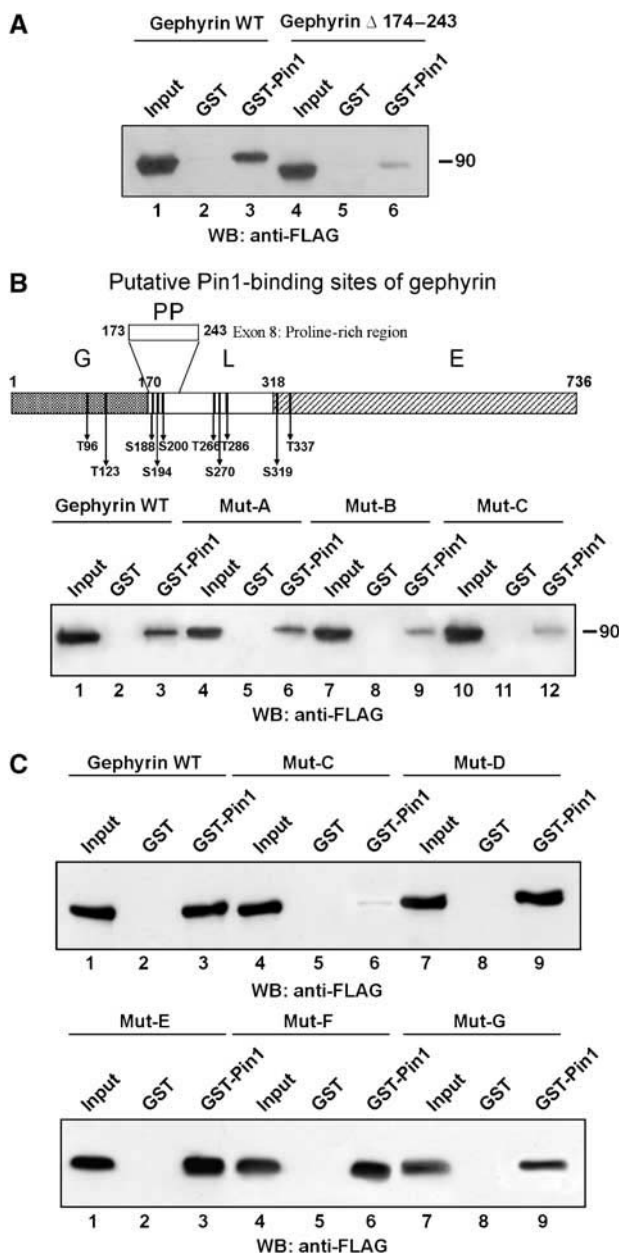 A
Gephyrin WT Gephyrin Δ 174–243
Input GST GST-Pin1 Input GST GST-Pin1
–90
1 2 3 4 5 6
WB: anti-FLAG
B
Putative Pin1-binding sites of gephyrin
PP
173 243 Exon 8: Proline-rich region
G L E
1 170 318 736
T96 S188 S200 T266 T286 T337
T123 S194 S270 S319
Gephyrin WT Mut-A Mut-B Mut-C
Input GST GST-Pin1 Input GST GST-Pin1 Input GST GST-Pin1 Input GST GST-Pin1
–90
1 2 3 4 5 6 7 8 9 10 11 12
WB: anti-FLAG
C
Gephyrin WT Mut-C Mut-D
Input GST GST-Pin1 Input GST GST-Pin1 Input GST GST-Pin1
1 2 3 4 5 6 7 8 9
WB: anti-FLAG
Mut-E Mut-F Mut-G
Input GST GST-Pin1 Input GST GST-Pin1 Input GST GST-Pin1
1 2 3 4 5 6 7 8 9
WB: anti-FLAG